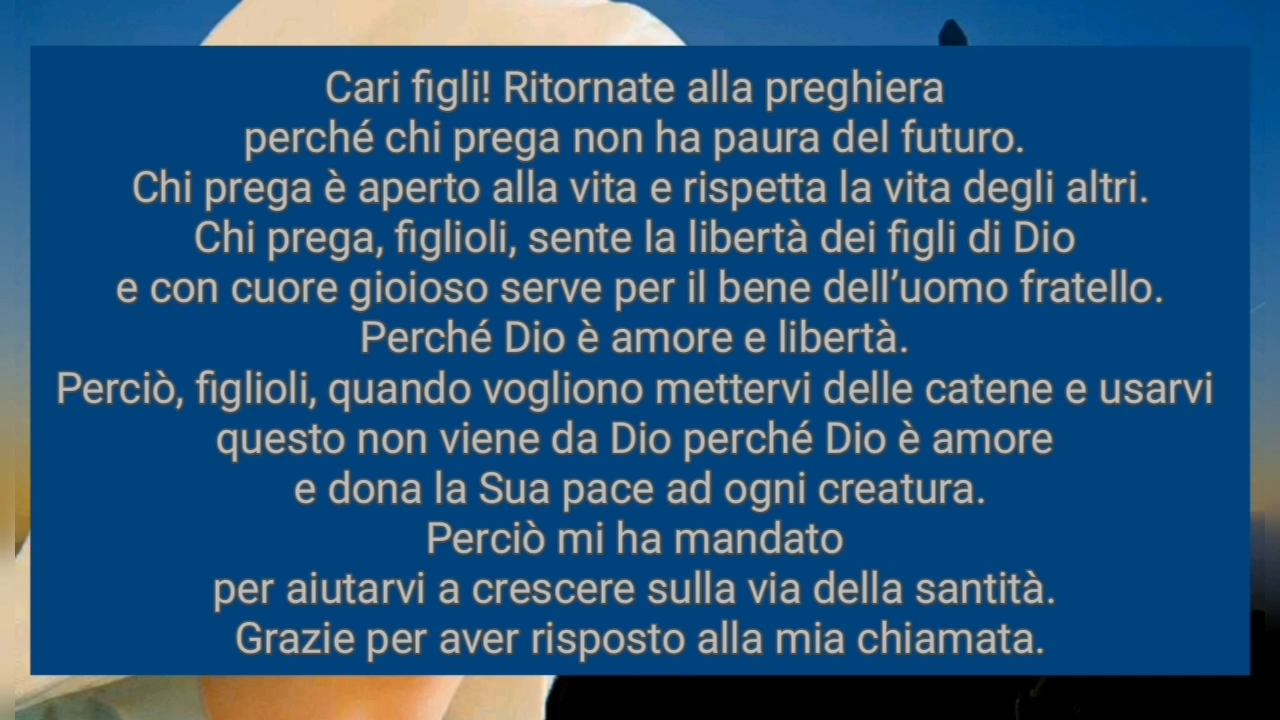 Cari figli! Ritornate alla preghiera
perché chi prega non ha paura del futuro.
Chi prega è aperto alla vita e rispetta la vita degli altri.
Chi prega, figlioli, sente la libertà dei figli di Dio
e con cuore gioioso serve per il bene dell’uomo fratello.
Perché Dio è amore e libertà.
Perciò, figlioli, quando vogliono mettervi delle catene e usarvi
questo non viene da Dio perché Dio è amore
e dona la Sua pace ad ogni creatura.
Perciò mi ha mandato
per aiutarvi a crescere sulla via della santità.
Grazie per aver risposto alla mia chiamata.